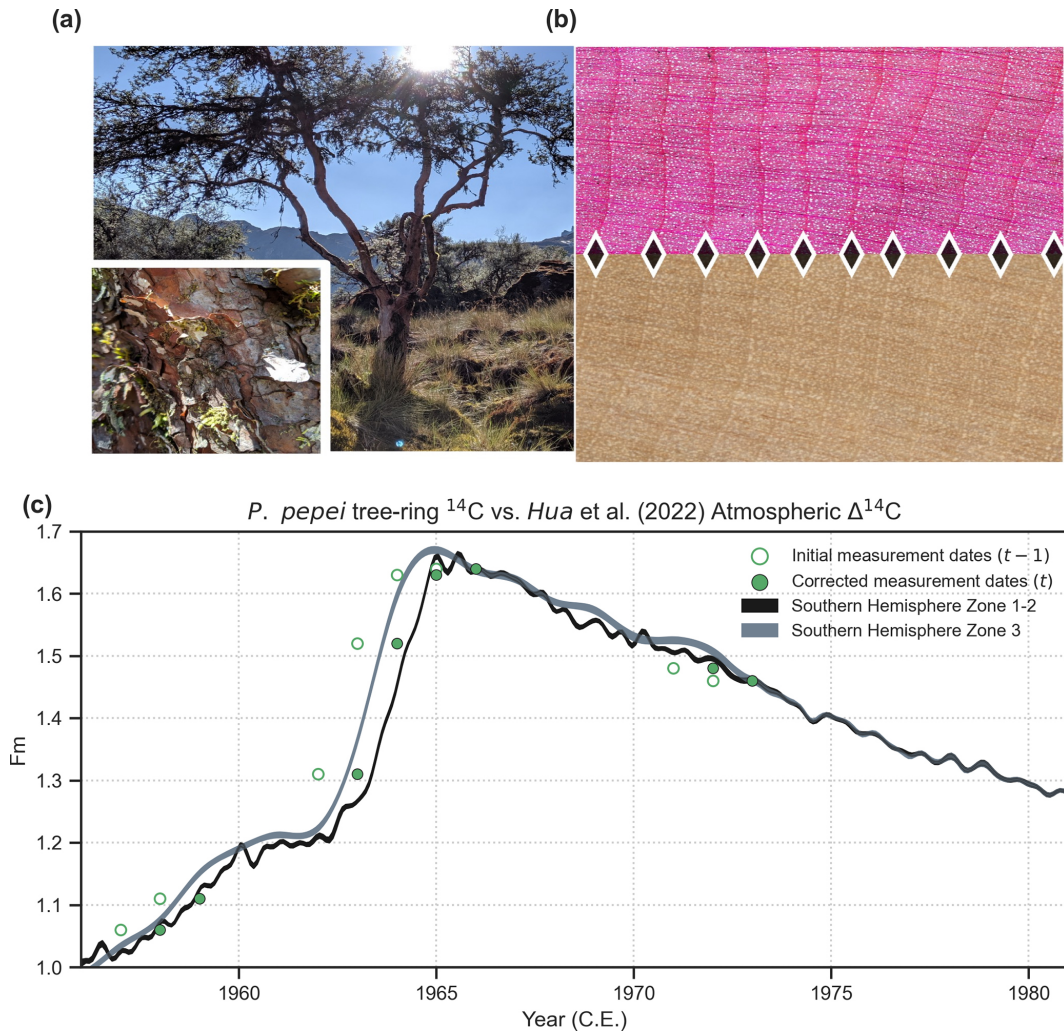 (a)
(b)
(c)
P. pepei tree-ring ¹⁴C vs. Hua et al. (2022) Atmospheric Δ¹⁴C
1.7
1.6
1.5
1.4
1.3
1.2
1.1
1.0
Fm
Initial measurement dates (t − 1)
Corrected measurement dates (t)
Southern Hemisphere Zone 1-2
Southern Hemisphere Zone 3
1960
1965
1970
1975
1980
Year (C.E.)